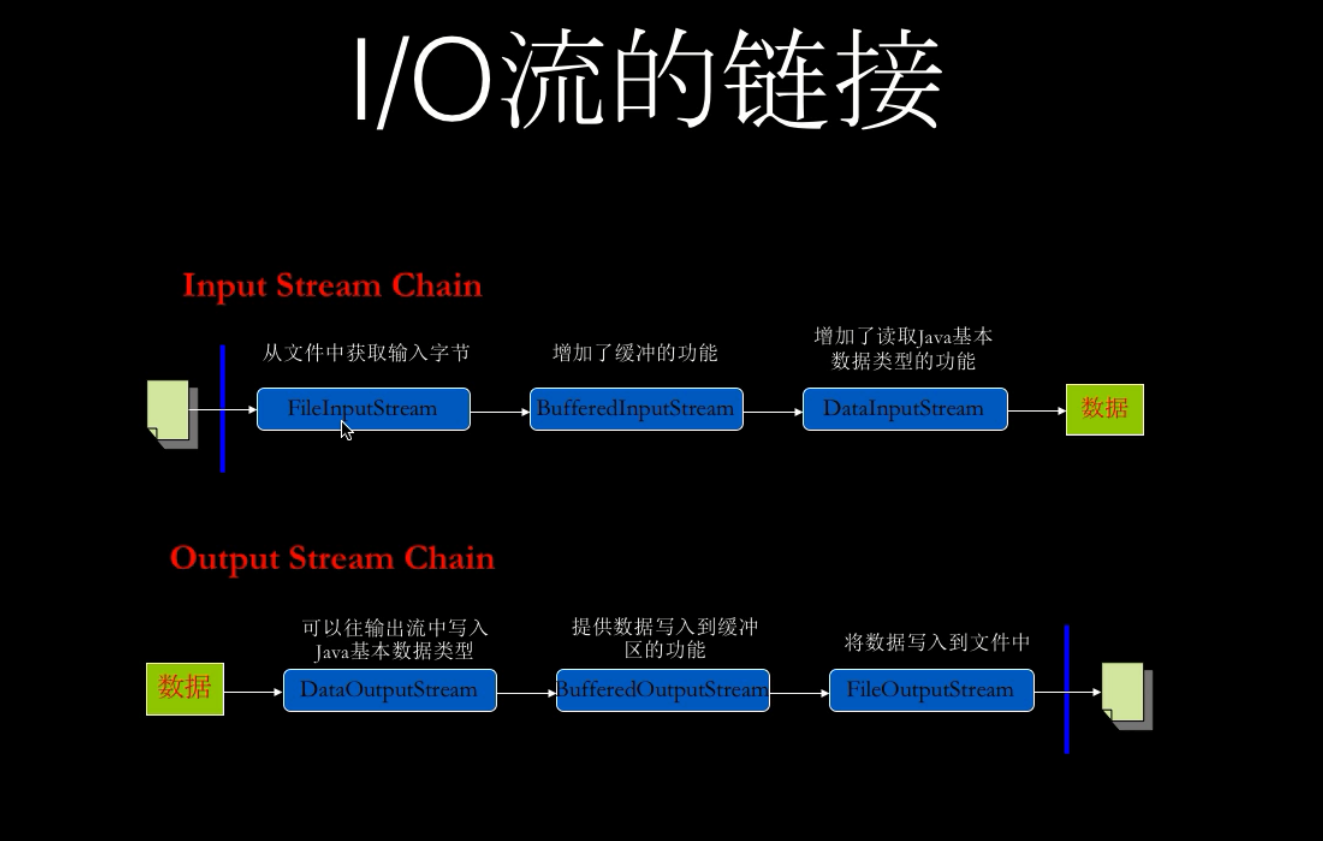 I/O流的链接
Input Stream Chain
从文件中获取输入字节
增加了缓冲的功能
增加了读取Java基本
数据类型的功能
FileInputStream
BufferedInputStream
DataInputStream
数据
Output Stream Chain
可以往输出流中写入
Java基本数据类型
提供数据写入到缓冲
区的功能
将数据写入到文件中
数据
DataOutputStream
BufferedOutputStream
FileOutputStream